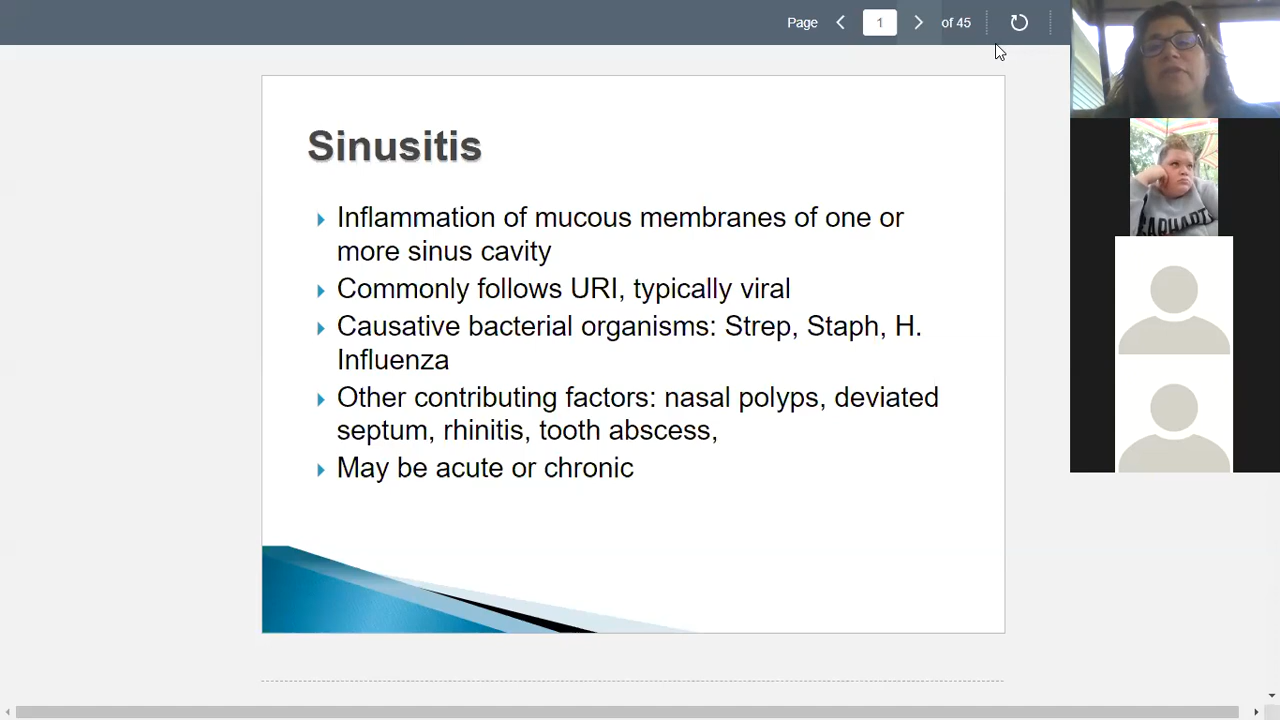 Page 1 of 45
Sinusitis
Inflammation of mucous membranes of one or
more sinus cavity
Commonly follows URI, typically viral
Causative bacterial organisms: Strep, Staph, H.
Influenza
Other contributing factors: nasal polyps, deviated
septum, rhinitis, tooth abscess,
May be acute or chronic
CARHARTT